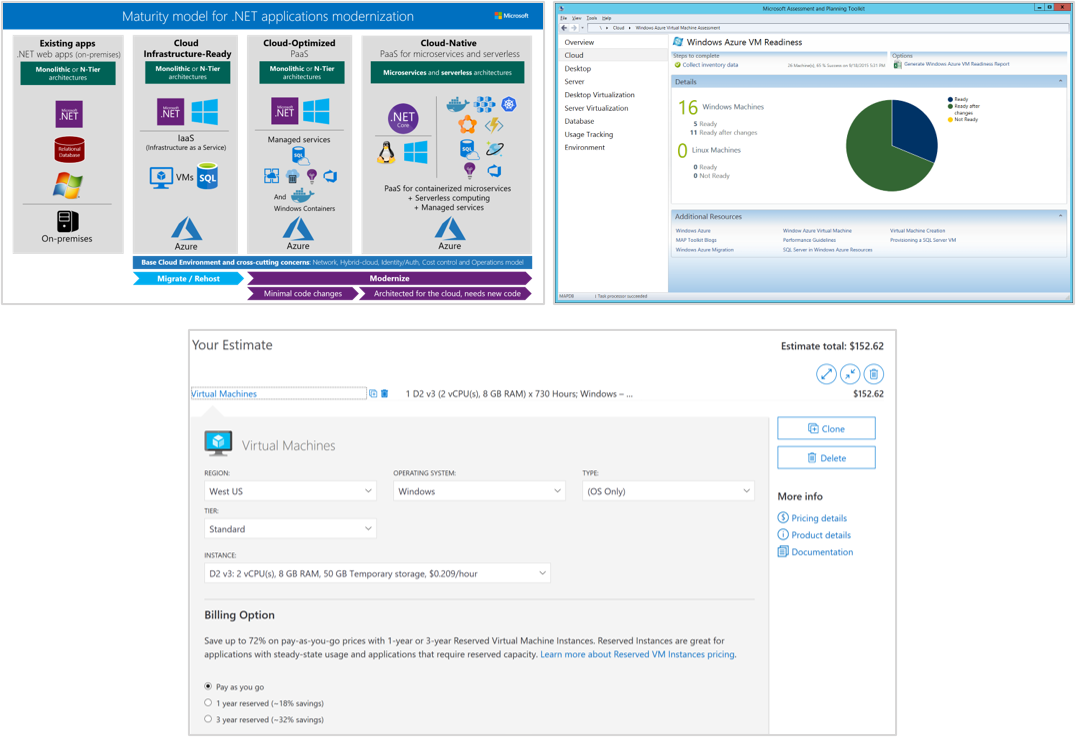 Maturity model for .NET applications modernization
Microsoft
Existing apps
.NET web apps (on-premises)
Monolithic or N-Tier
architectures
Microsoft
.NET
Relational
Database
On-premises
Cloud
Infrastructure-Ready
Monolithic or N-Tier
architectures
Microsoft
.NET
IaaS
(Infrastructure as a Service)
VMs
SQL
Azure
Cloud-Optimized
PaaS
Monolithic or N-Tier
architectures
Microsoft
.NET
Managed services
SQL
And
Windows Containers
Azure
Cloud-Native
PaaS for microservices and serverless
Microservices and serverless architectures
.NET
Core
SQL
PaaS for containerized microservices
+ Serverless computing
+ Managed services
Azure
Base Cloud Environment and cross-cutting concerns: Network, Hybrid-cloud, Identity/Auth, Cost control and Operations model
Migrate / Rehost
Modernize
Minimal code changes
Architected for the cloud, needs new code
Microsoft Assessment and Planning Toolkit
File View Tools Help
Cloud Windows Azure Virtual Machine Assessment
Overview
Cloud
Desktop
Server
Desktop Virtualization
Server Virtualization
Database
Usage Tracking
Environment
Windows Azure VM Readiness
Steps to complete
Collect inventory data
Options
Generate Windows Azure VM Readiness Report
Details
16 Windows Machines
5 Ready
11 Ready after changes
0 Linux Machines
0 Ready
0 Not Ready
Ready
Ready after
changes
Not Ready
Additional Resources
Windows Azure
MAP Toolkit Blogs
Windows Azure Migration
Window Azure Virtual Machine
Performance Guidelines
SQL Server in Windows Azure Resources
Virtual Machine Creation
Provisioning a SQL Server VM
MAPDB
1 Task processor succeeded
Your Estimate
Estimate total: $152.62
Virtual Machines
1 D2 v3 (2 vCPU(s), 8 GB RAM) x 730 Hours; Windows – ...
$152.62
Virtual Machines
REGION:
West US
OPERATING SYSTEM:
Windows
TYPE:
(OS Only)
TIER:
Standard
INSTANCE:
D2 v3: 2 vCPU(s), 8 GB RAM, 50 GB Temporary storage, $0.209/hour
Billing Option
Save up to 72% on pay-as-you-go prices with 1-year or 3-year Reserved Virtual Machine Instances. Reserved Instances are great for
applications with steady-state usage and applications that require reserved capacity. Learn more about Reserved VM Instances pricing.
Pay as you go
1 year reserved (~18% savings)
3 year reserved (~32% savings)
Clone
Delete
More info
Pricing details
Product details
Documentation